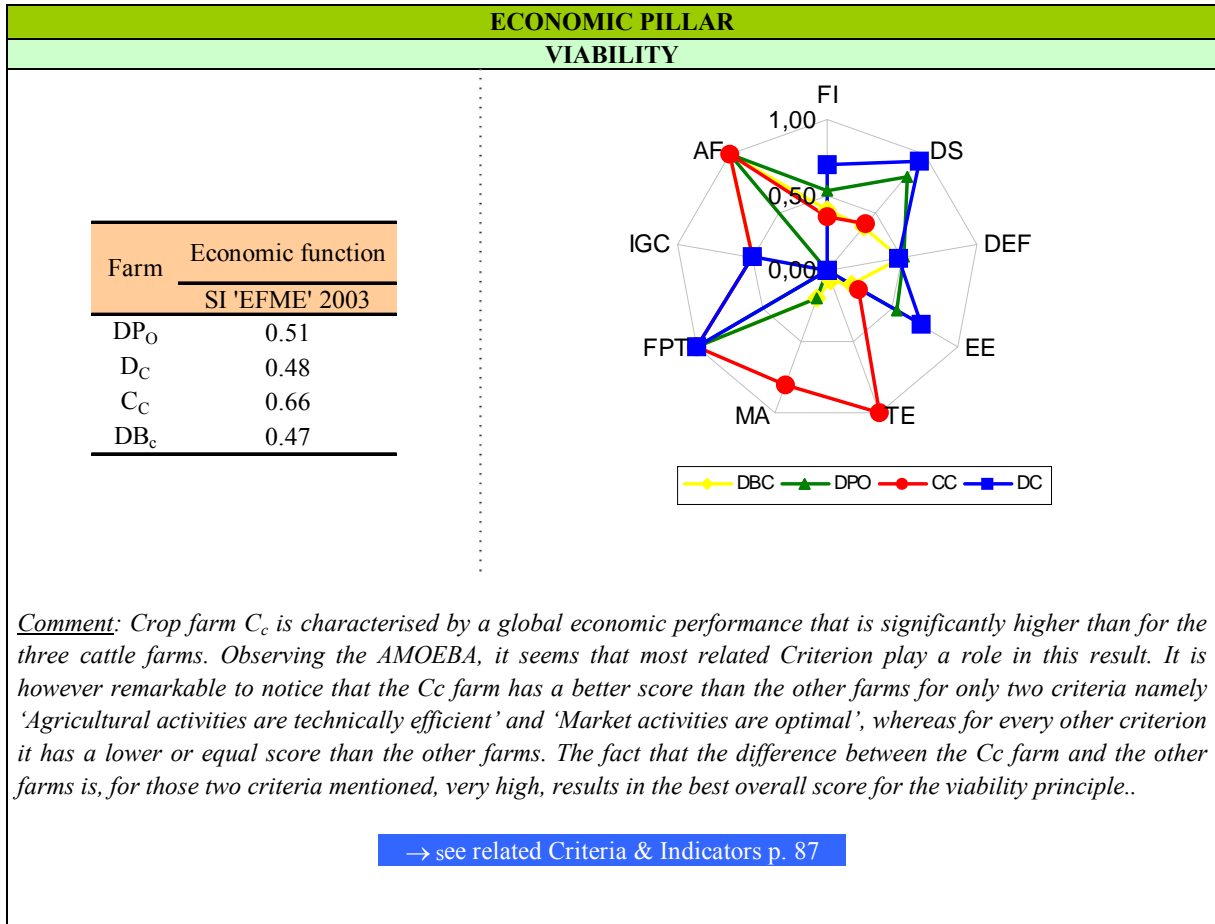 ECONOMIC PILLAR
VIABILITY
Farm
Economic function
SI 'EFME' 2003
DPO 0.51
DC 0.48
CC 0.66
DBc 0.47
FI
1,00
AF
DS
0,50
IGC
DEF
0,00
FPT
EE
MA
TE
DBC DPO CC DC
Comment: Crop farm Cc is characterised by a global economic performance that is significantly higher than for the
three cattle farms. Observing the AMOEBA, it seems that most related Criterion play a role in this result. It is
however remarkable to notice that the Cc farm has a better score than the other farms for only two criteria namely
‘Agricultural activities are technically efficient’ and ‘Market activities are optimal’, whereas for every other criterion
it has a lower or equal score than the other farms. The fact that the difference between the Cc farm and the other
farms is, for those two criteria mentioned, very high, results in the best overall score for the viability principle..
→ see related Criteria & Indicators p. 87